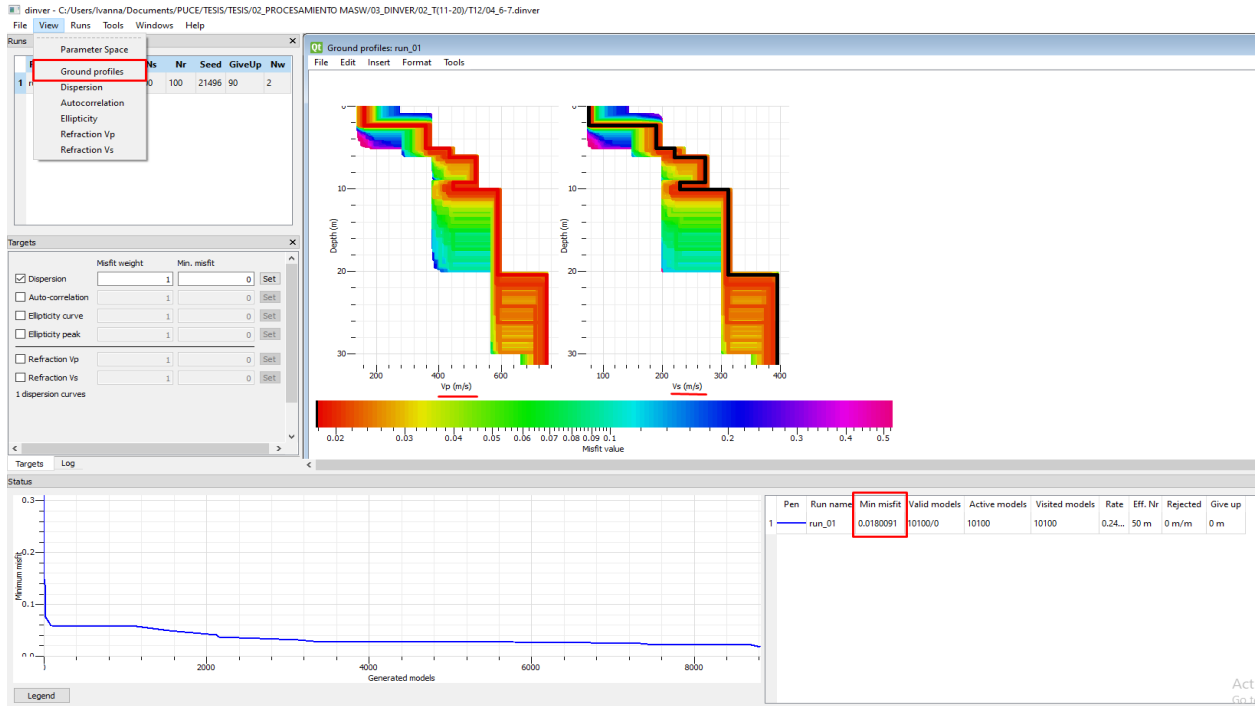 dinver - C:/Users/Ivanna/Documents/PUCE/TESIS/TESIS/02_PROCESAMIENTO MASW/03_DINVER/02_T(11-20)/T12/04_6-7.dinver
File View Runs Tools Windows Help
Runs
Ns Nr Seed GiveUp Nw
1 100 21496 90 2
Parameter Space
Ground profiles
Dispersion
Autocorrelation
Ellipticity
Refraction Vp
Refraction Vs
Ground profiles: run_01
File Edit Insert Format Tools
10 20 30
Depth (m)
200 400 600
Vp (m/s)
10 20 30
Depth (m)
100 200 300 400
Vs (m/s)
0.02 0.03 0.04 0.05 0.06 0.07 0.08 0.09 0.1 0.2 0.3 0.4 0.5
Misfit value
Targets
Misfit weight Min. misfit
Dispersion 1 0 Set
Auto-correlation 1 0 Set
Ellipticity curve 1 0 Set
Ellipticity peak 1 0 Set
Refraction Vp 1 0 Set
Refraction Vs 1 0 Set
1 dispersion curves
Targets Log
Status
0.3 0.2 0.1
Minimum misfit
2000 4000 6000 8000
Generated models
Legend
Pen Run name Min misfit Valid models Active models Visited models Rate Eff. Nr Rejected Give up
1 run_01 0.0180091 10100/0 10100 10100 0.24... 50 m 0 m/m 0 m